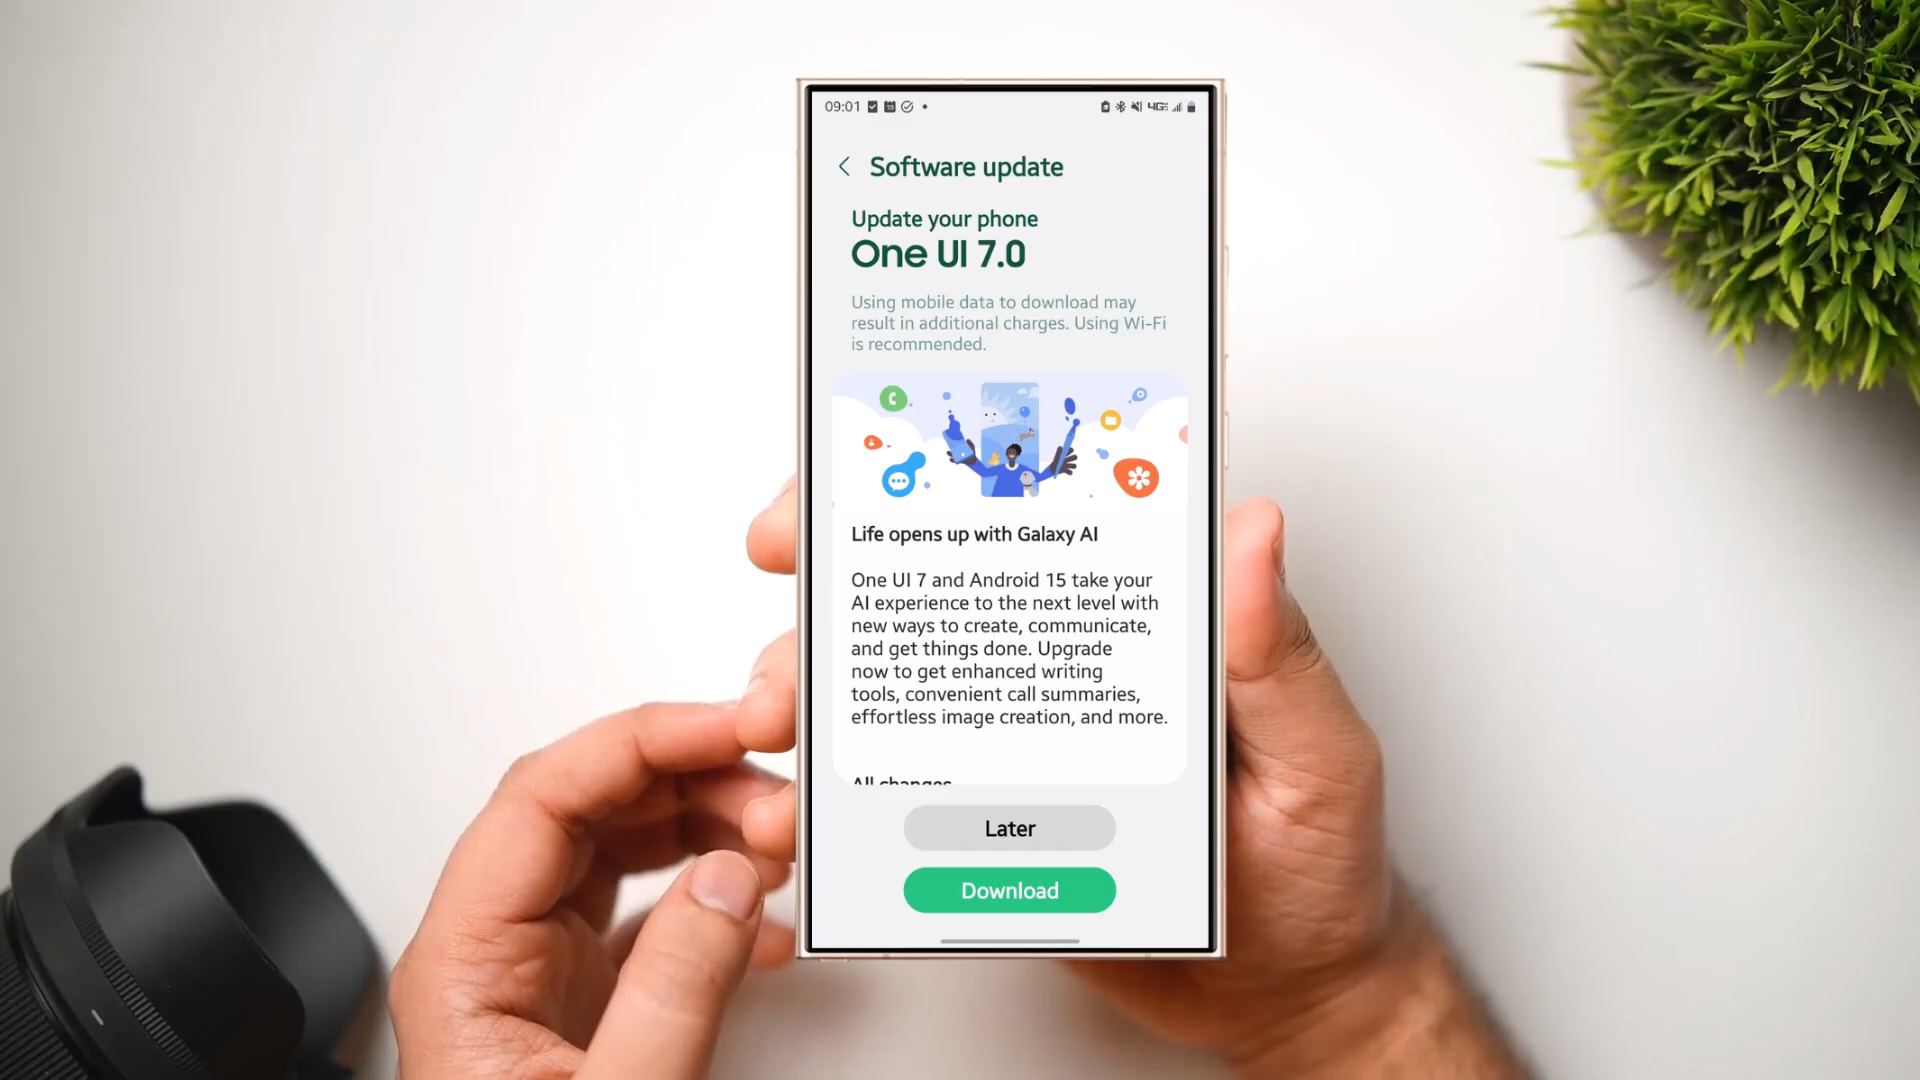 09:01
4G
Software update
Update your phone
One UI 7.0
Using mobile data to download may
result in additional charges. Using Wi-Fi
is recommended.
Life opens up with Galaxy AI
One UI 7 and Android 15 take your
AI experience to the next level with
new ways to create, communicate,
and get things done. Upgrade
now to get enhanced writing
tools, convenient call summaries,
effortless image creation, and more.
All changes
Later
Download